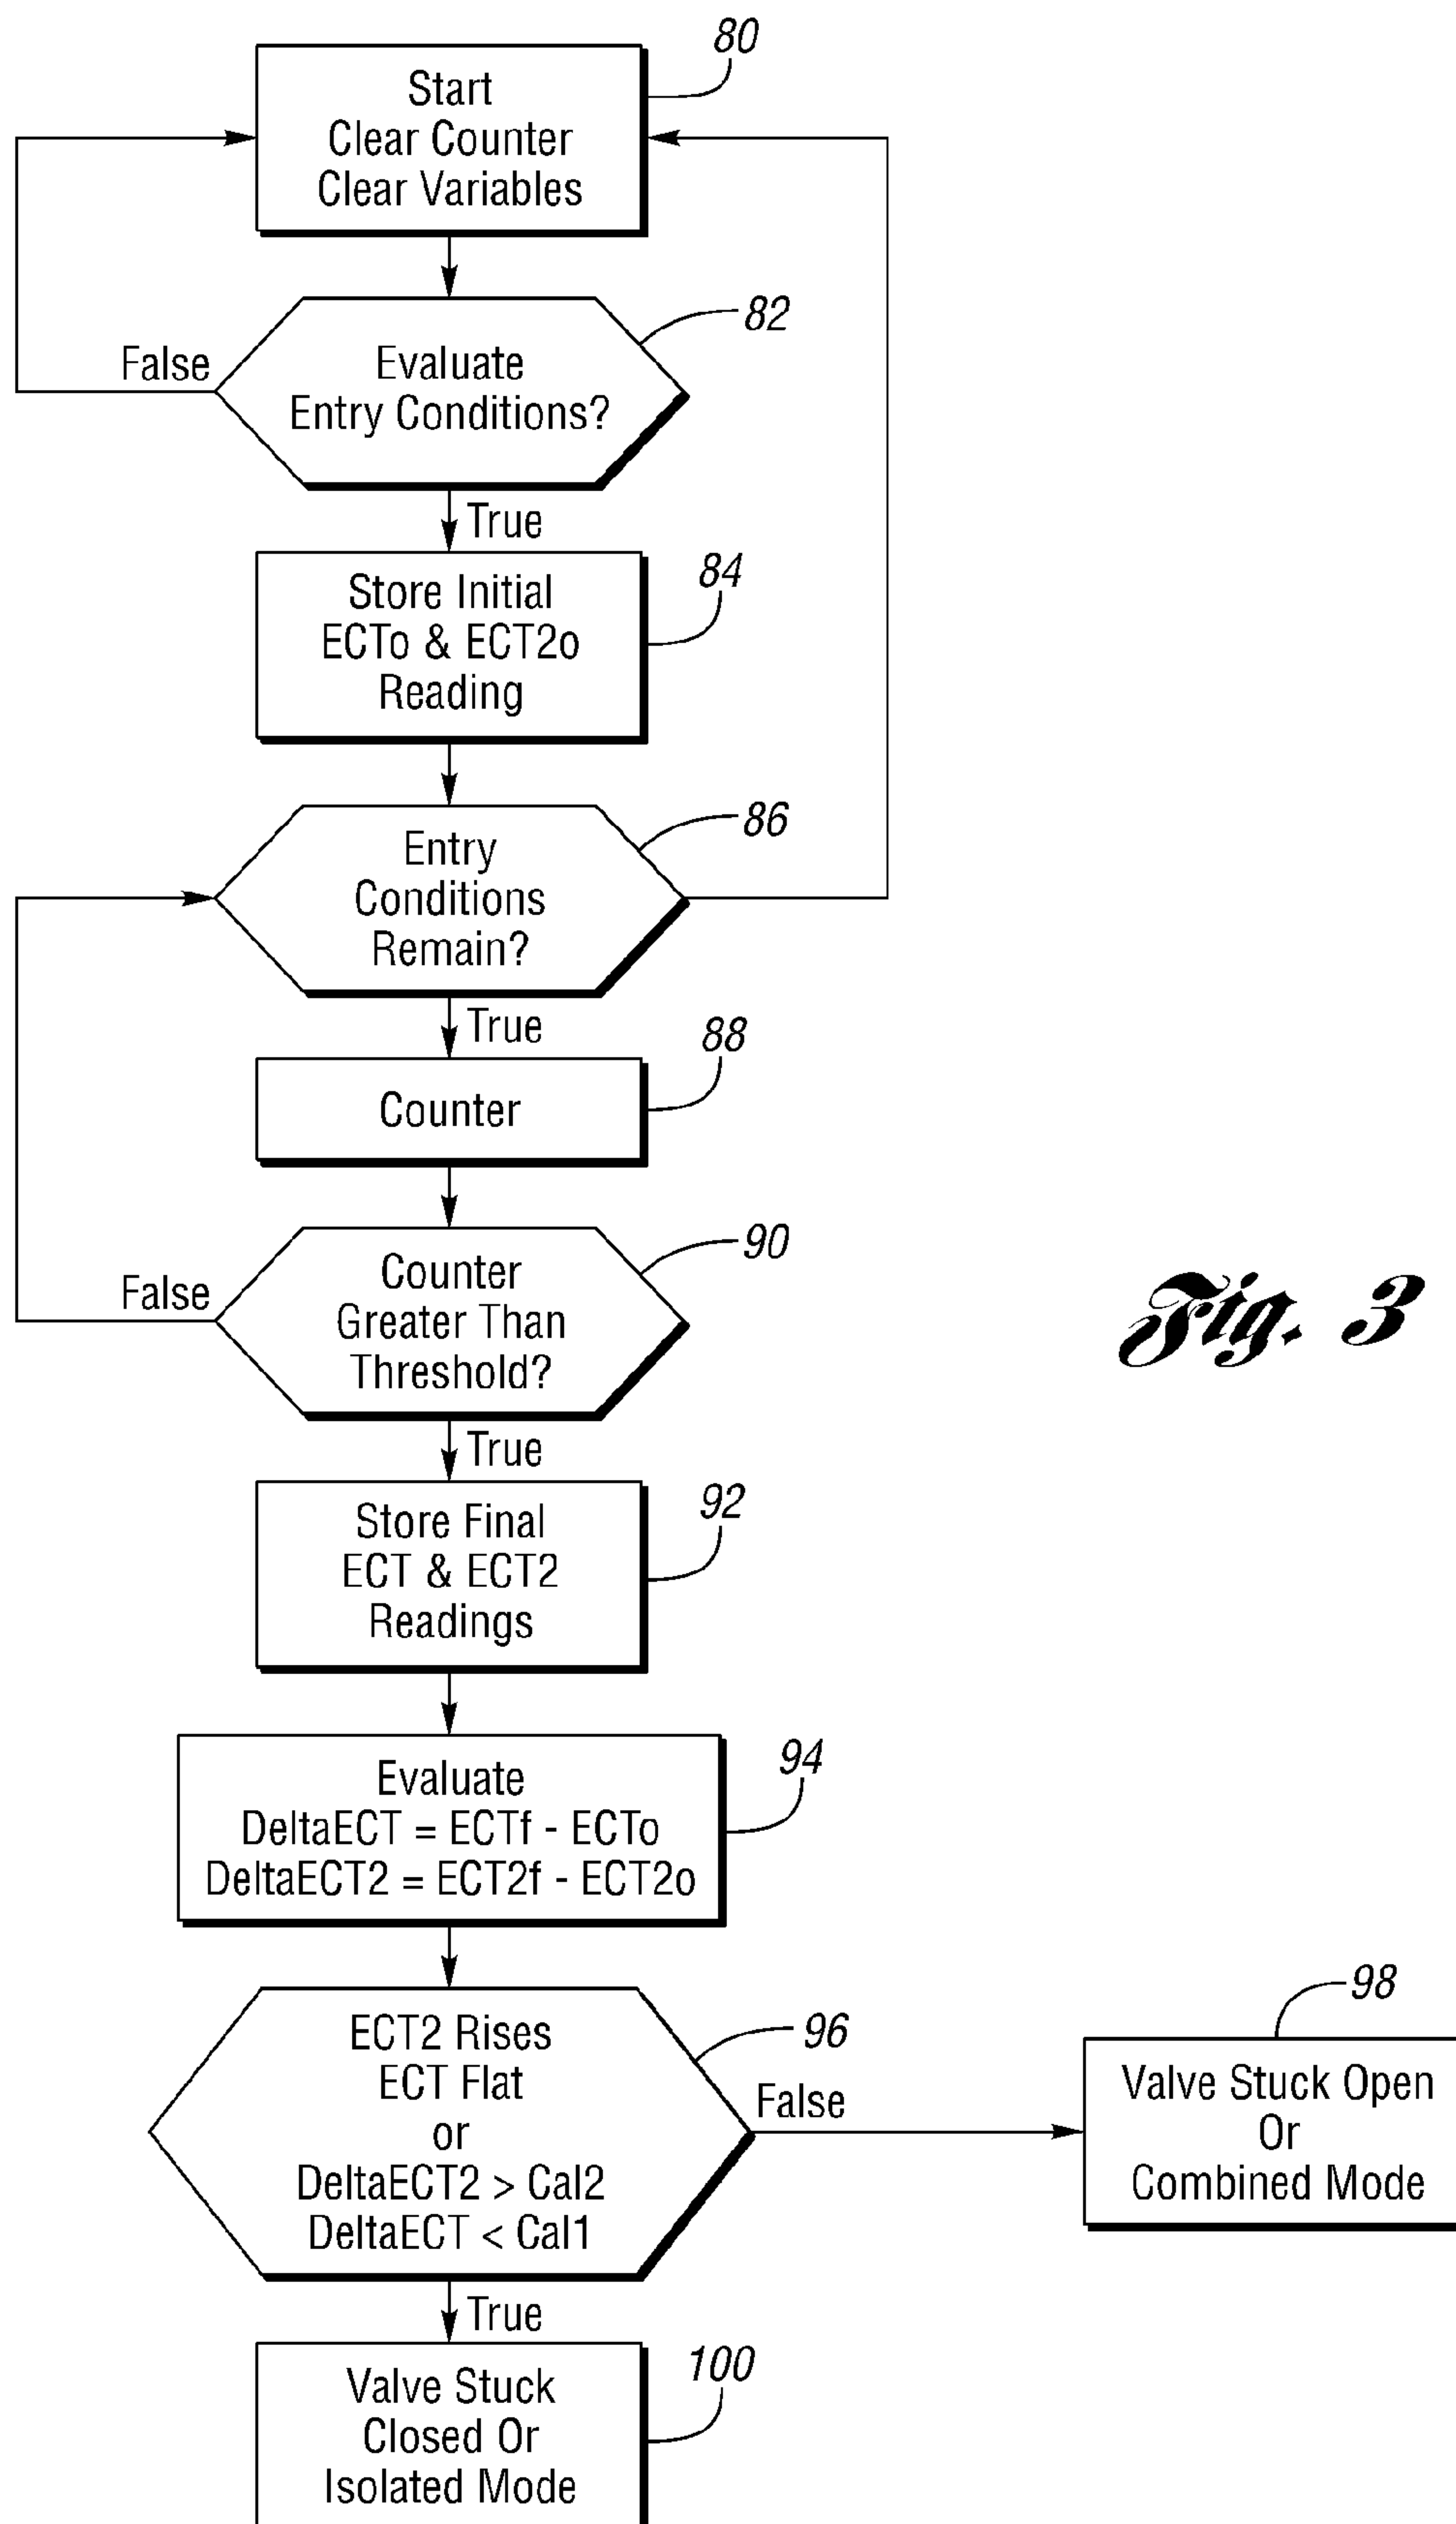 80
Start
Clear Counter
Clear Variables
82
False
Evaluate
Entry Conditions?
True
84
Store Initial
ECTo & ECT2o
Reading
86
Entry
Conditions
Remain?
True
88
Counter
90
False
Counter
Greater Than
Threshold?
Fig. 3
True
92
Store Final
ECT & ECT2
Readings
94
Evaluate
DeltaECT = ECTf - ECTo
DeltaECT2 = ECT2f - ECT2o
96
ECT2 Rises
ECT Flat
or
DeltaECT2 > Cal2
DeltaECT < Cal1
False
98
Valve Stuck Open
Or
Combined Mode
True
100
Valve Stuck
Closed Or
Isolated Mode